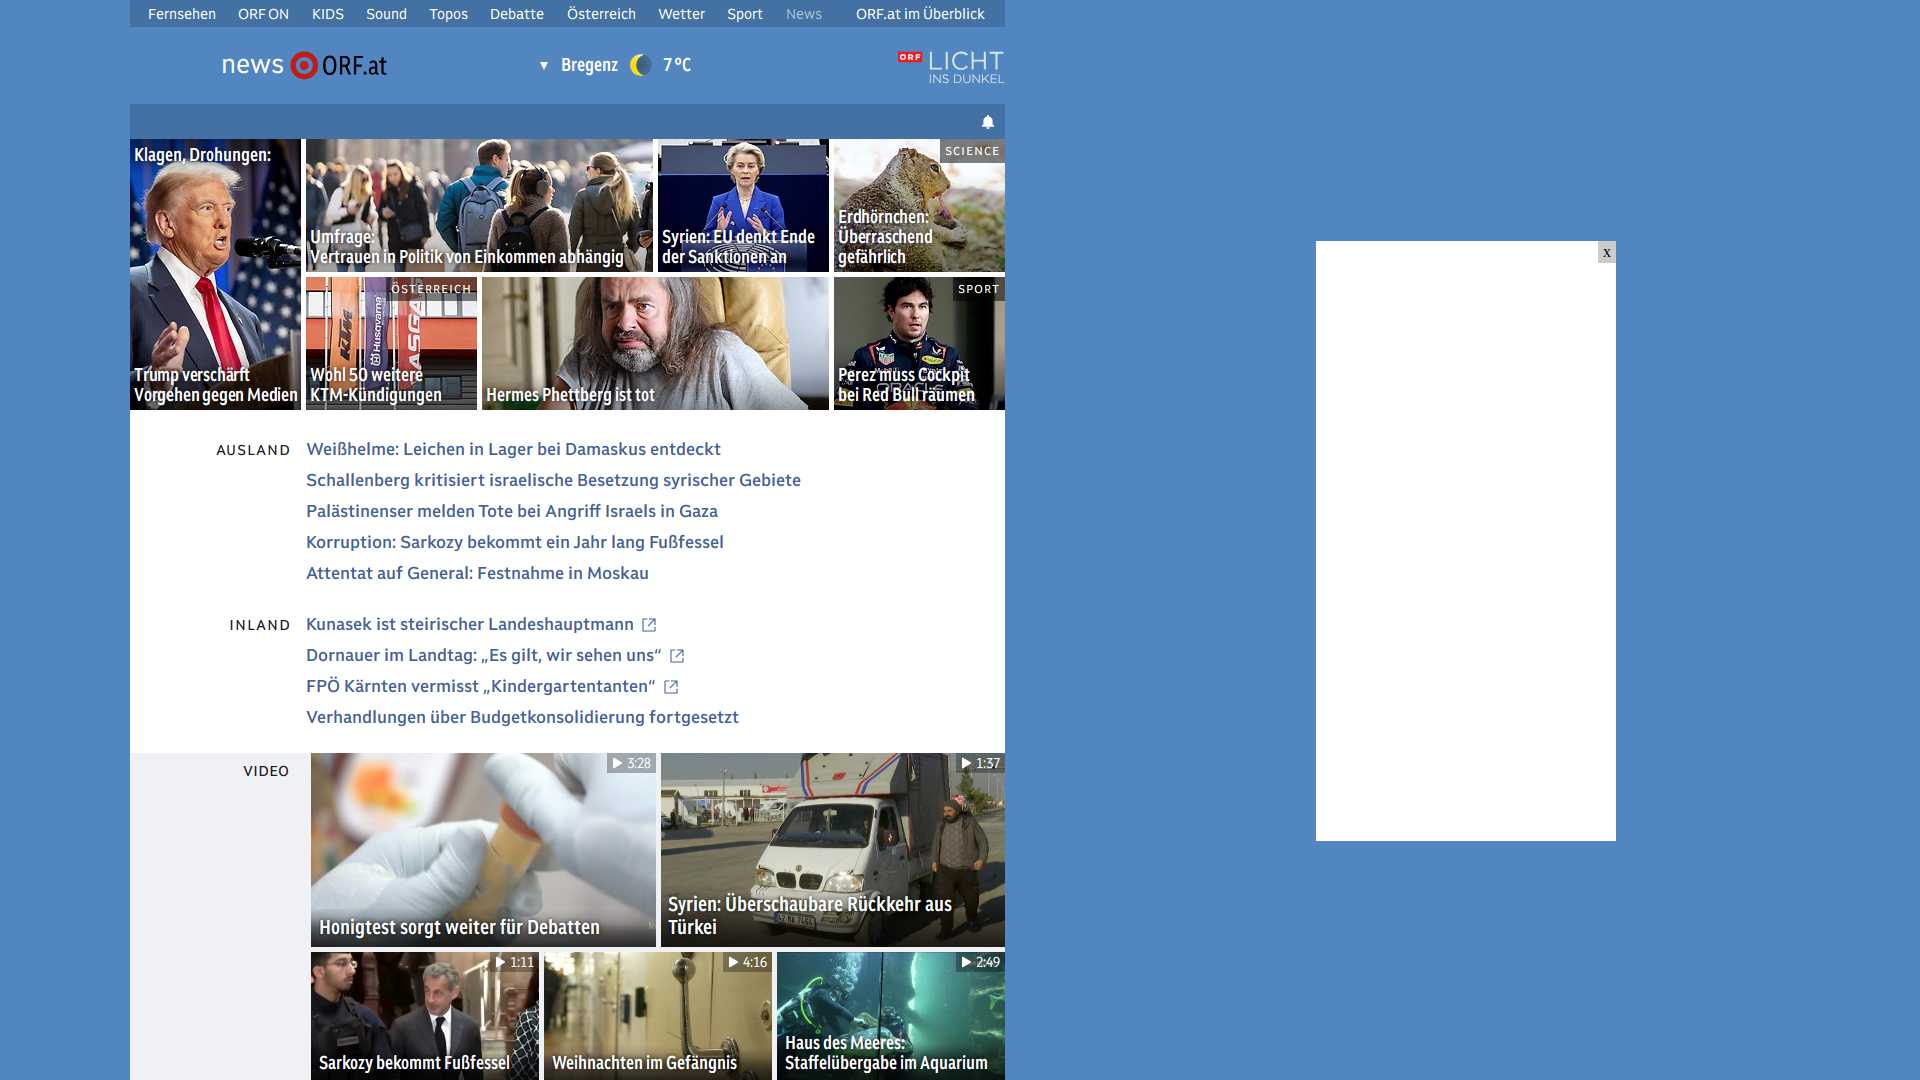 Fernsehen ORF ON KIDS Sound Topos Debatte Österreich Wetter Sport News ORF.at im Überblick
news ORF.at
▼ Bregenz 7 °C
ORF LICHT
INS DUNKEL
Klagen, Drohungen:
Trump verschärft
Vorgehen gegen Medien
Umfrage:
Vertrauen in Politik von Einkommen abhängig
Syrien: EU denkt Ende
der Sanktionen an
SCIENCE
Erdhörnchen:
Überraschend
gefährlich
x
ÖSTERREICH
KTM
Husqvarna
GASGA
Wohl 50 weitere
KTM-Kündigungen
Hermes Phettberg ist tot
SPORT
ORACLE
Perez muss Cockpit
bei Red Bull räumen
AUSLAND
Weißhelme: Leichen in Lager bei Damaskus entdeckt
Schallenberg kritisiert israelische Besetzung syrischer Gebiete
Palästinenser melden Tote bei Angriff Israels in Gaza
Korruption: Sarkozy bekommt ein Jahr lang Fußfessel
Attentat auf General: Festnahme in Moskau
INLAND
Kunasek ist steirischer Landeshauptmann
Dornauer im Landtag: „Es gilt, wir sehen uns“
FPÖ Kärnten vermisst „Kindergartentanten“
Verhandlungen über Budgetkonsolidierung fortgesetzt
VIDEO
3:28
Honigtest sorgt weiter für Debatten
1:37
Syrien: Überschaubare Rückkehr aus
Türkei
1:11
Sarkozy bekommt Fußfessel
4:16
Weihnachten im Gefängnis
2:49
Haus des Meeres:
Staffelübergabe im Aquarium